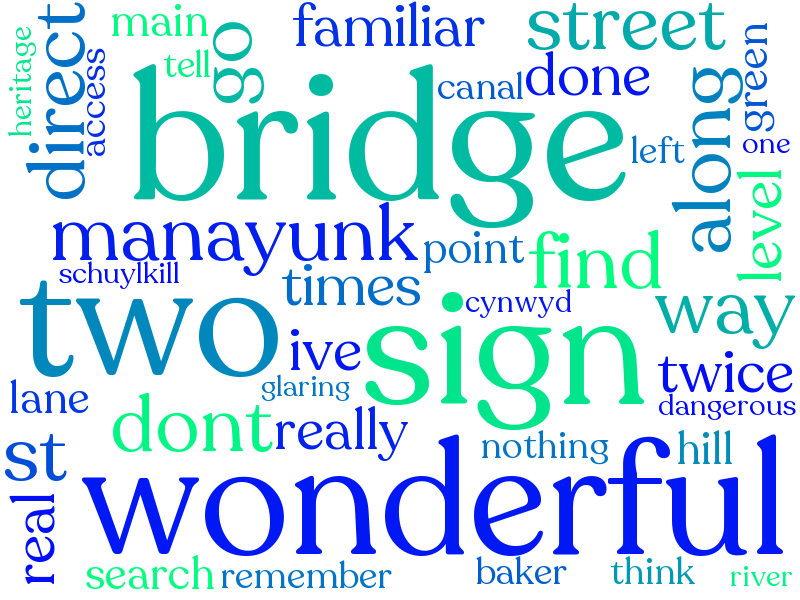 heritage
direct
access
main
tell
go
familiar
street
bridge
canal
done
along
green
left
one
level
manayunk
schuylkill
point
find
two
times
cynwyd
way
sign
ive
glaring
twice
dangerous
lane
dont
really
st
nothing
hill
wonderful
real
search
remember
baker
think
river